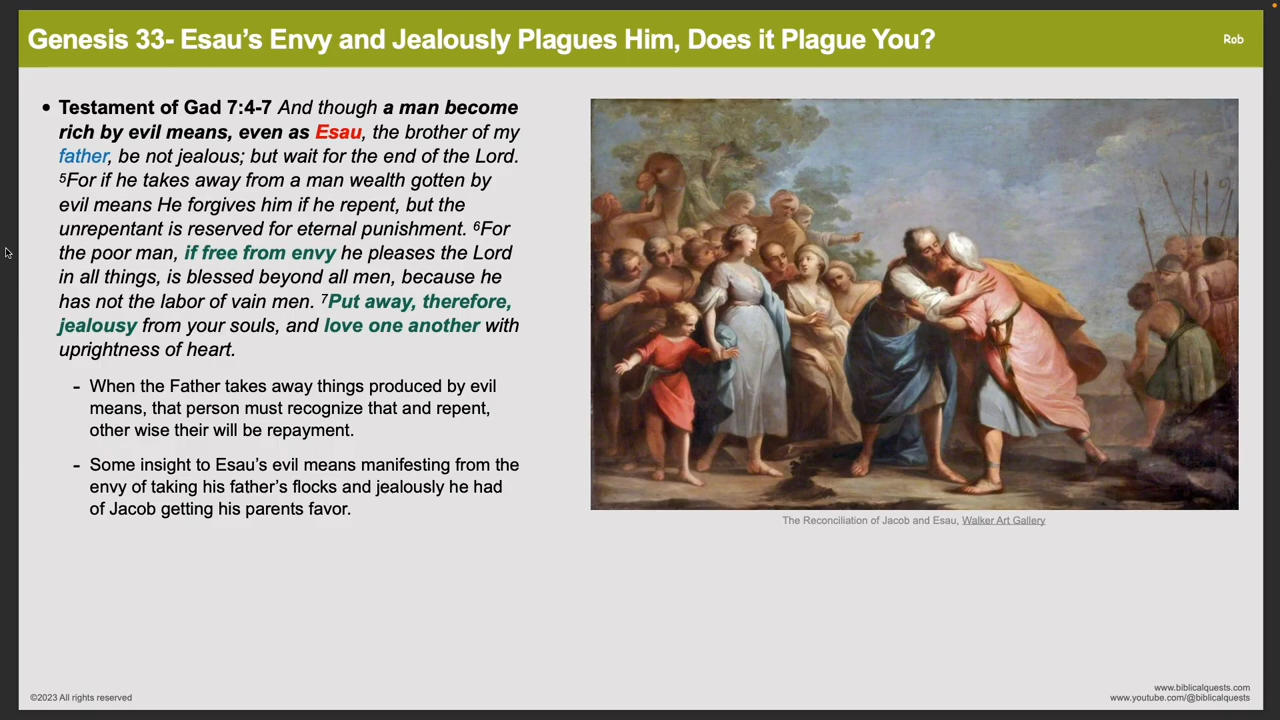 Genesis 33- Esau's Envy and Jealously Plagues Him, Does it Plague You?
Rob
• Testament of Gad 7:4-7 And though a man become
rich by evil means, even as Esau, the brother of my
father, be not jealous; but wait for the end of the Lord.
⁵For if he takes away from a man wealth gotten by
evil means He forgives him if he repent, but the
unrepentant is reserved for eternal punishment. ⁶For
the poor man, if free from envy he pleases the Lord
in all things, is blessed beyond all men, because he
has not the labor of vain men. ⁷Put away, therefore,
jealousy from your souls, and love one another with
uprightness of heart.
- When the Father takes away things produced by evil
means, that person must recognize that and repent,
other wise their will be repayment.
- Some insight to Esau's evil means manifesting from the
envy of taking his father's flocks and jealously he had
of Jacob getting his parents favor.
The Reconciliation of Jacob and Esau, Walker Art Gallery
©2023 All rights reserved
www.biblicalquests.com
www.youtube.com/@biblicalquests